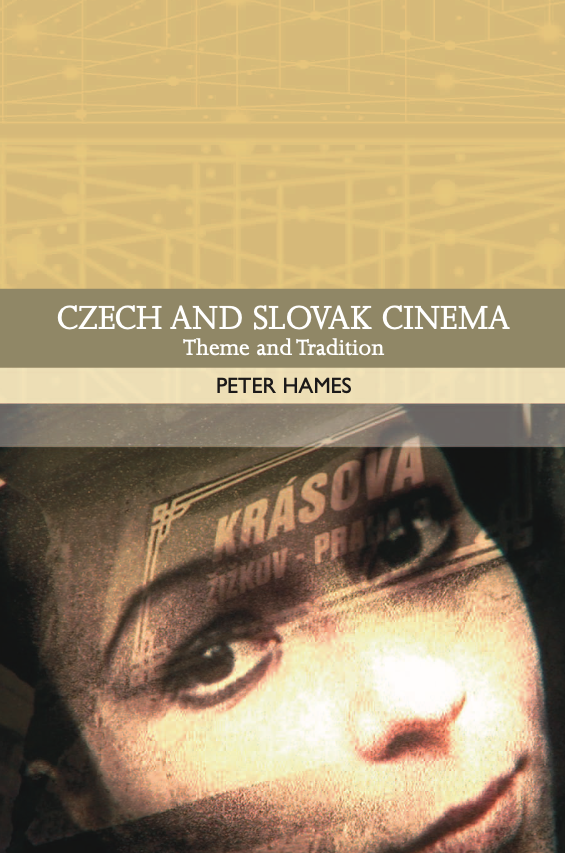 CZECH AND SLOVAK CINEMA
Theme and Tradition
PETER HAMES
KRÁSOVA
ŽIŽKOV - PRAHA 3